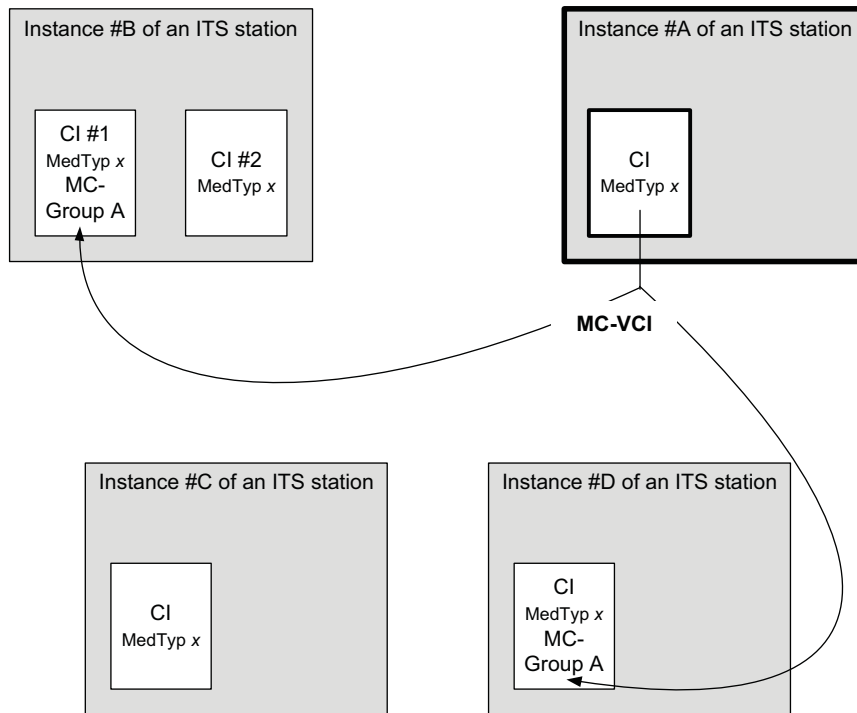 Instance #B of an ITS station
CI #1
MedTyp x
MC-
Group A
CI #2
MedTyp x
Instance #A of an ITS station
CI
MedTyp x
MC-VCI
Instance #C of an ITS station
CI
MedTyp x
Instance #D of an ITS station
CI
MedTyp x
MC-
Group A